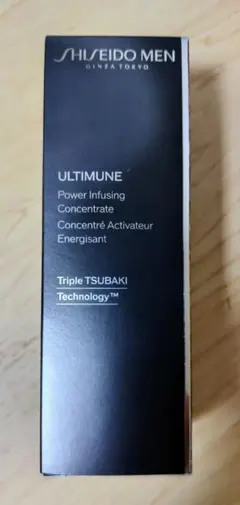 SHISEIDO MEN
GINZA TOKYO
ULTIMUNE
Power Infusing
Concentrate
Concentré Activateur
Energisant
Triple TSUBAKI
Technology™